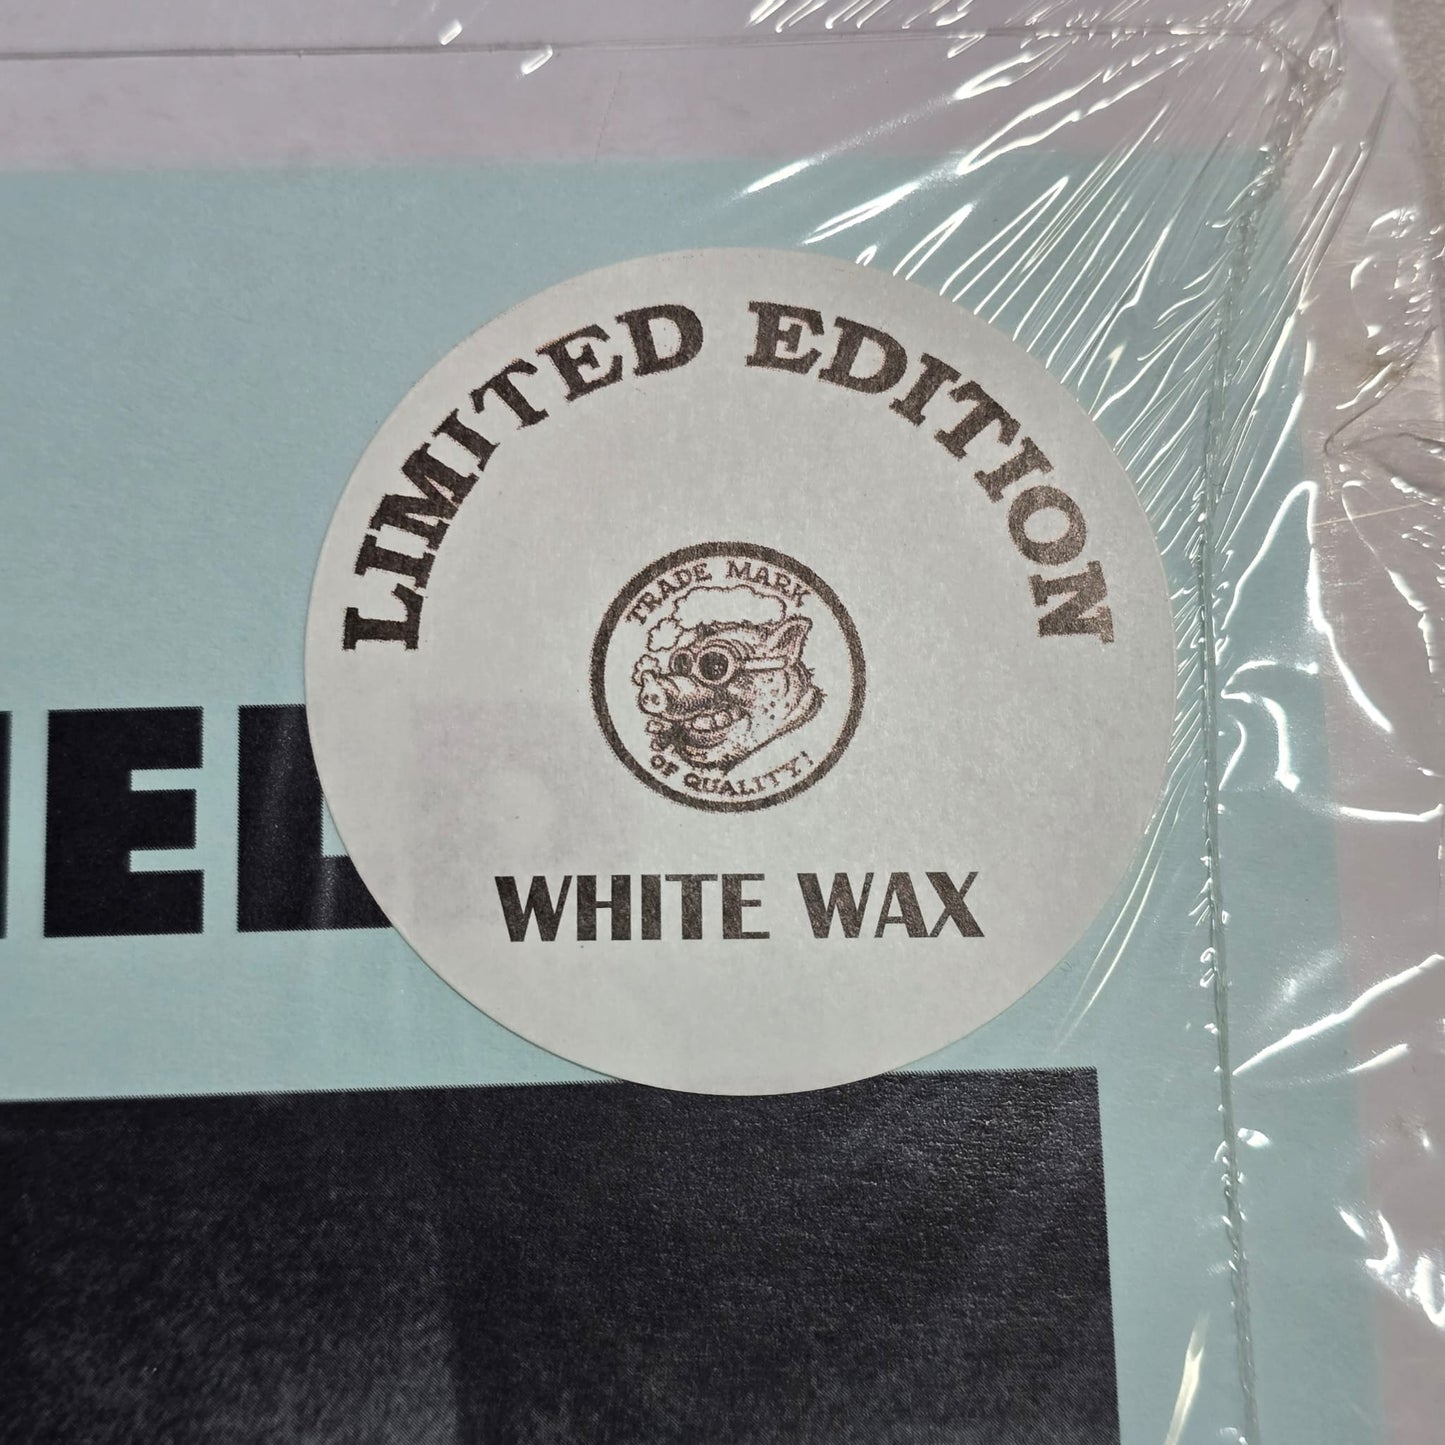 LIMITED EDITION
TRADE MARK
OF QUALITY!
WHITE WAX